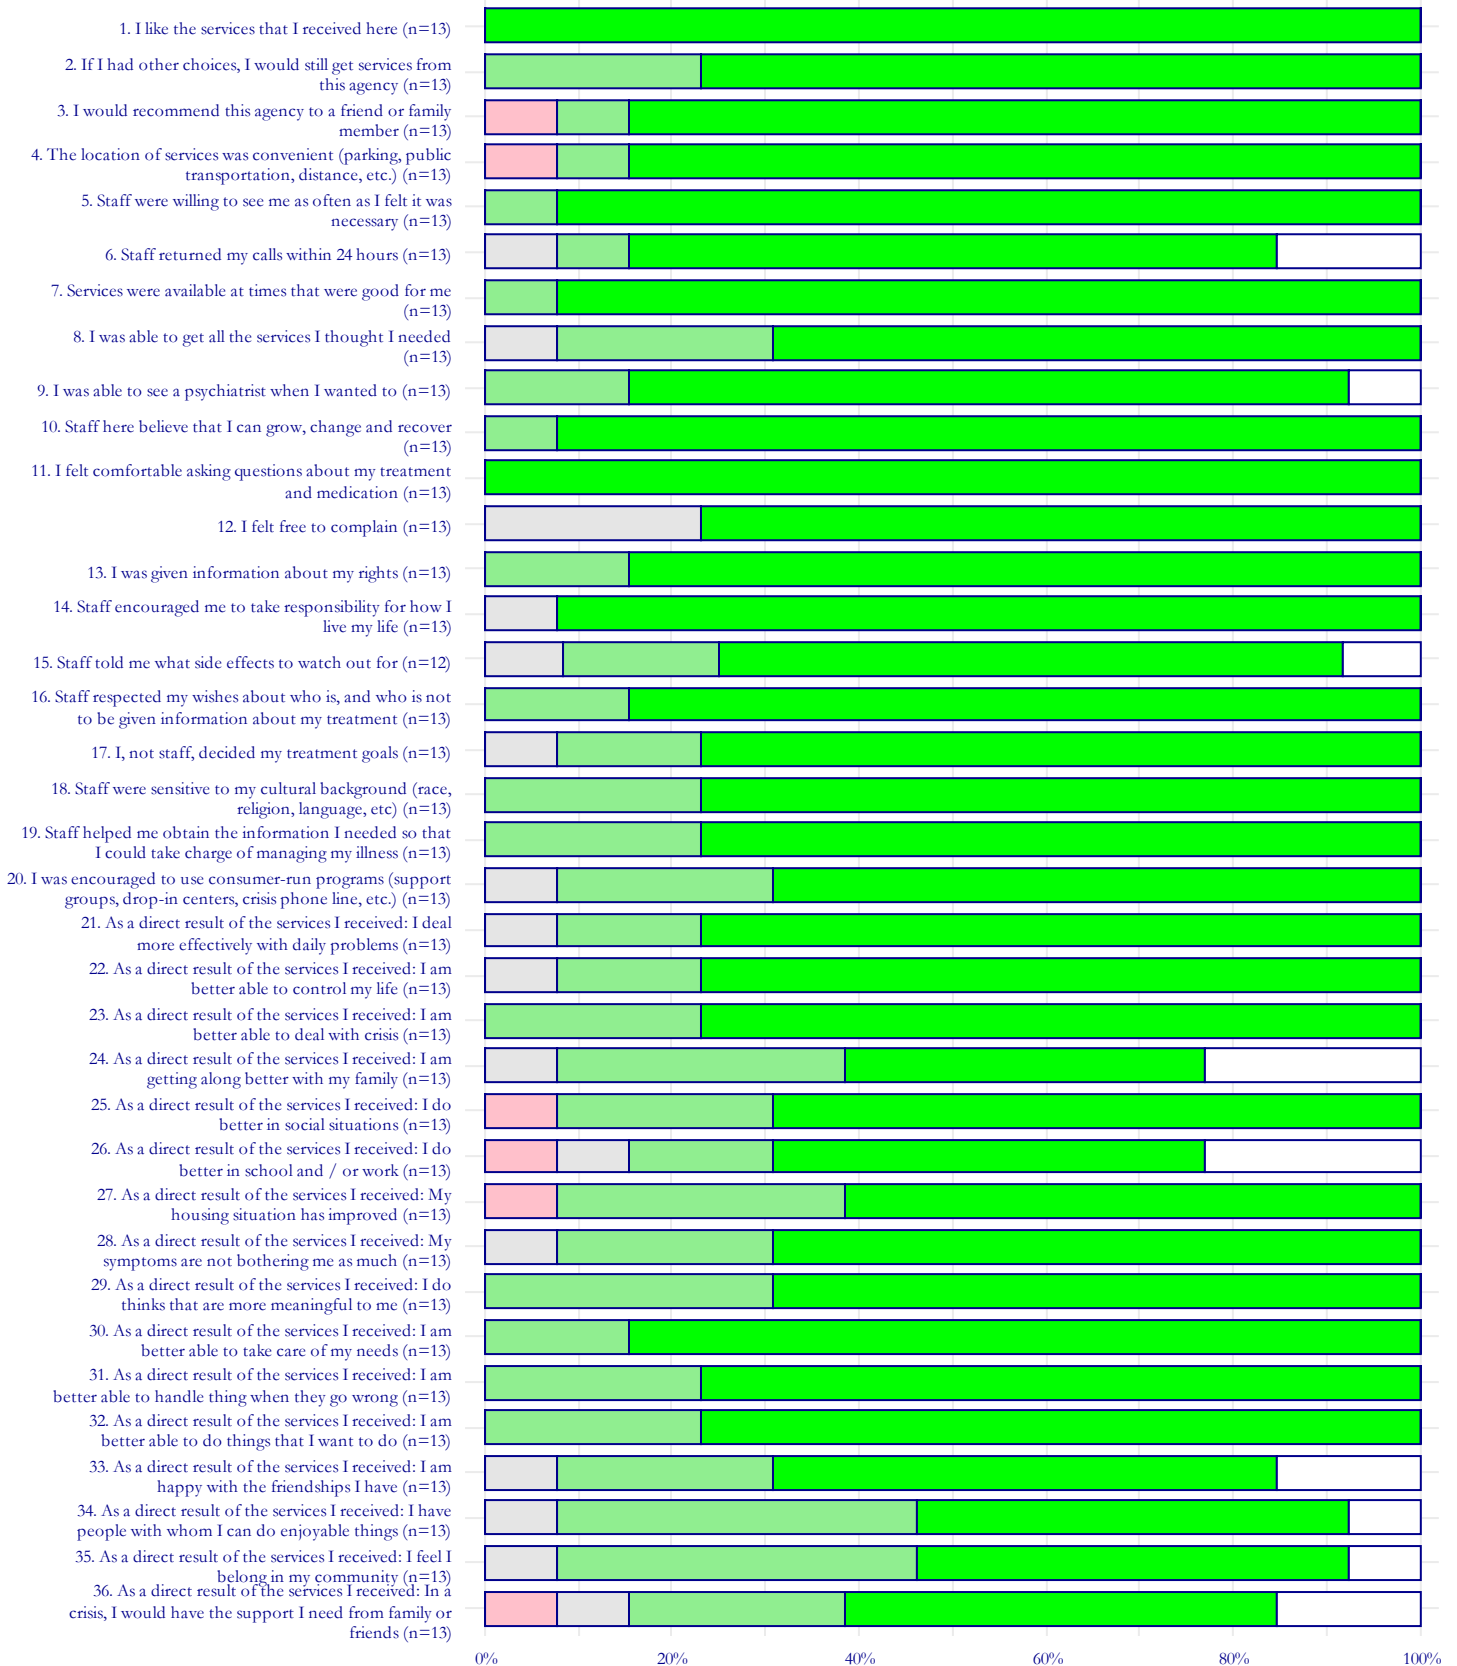 1. I like the services that I received here (n=13)
2. If I had other choices, I would still get services from
this agency (n=13)
3. I would recommend this agency to a friend or family
member (n=13)
4. The location of services was convenient (parking, public
transportation, distance, etc.) (n=13)
5. Staff were willing to see me as often as I felt it was
necessary (n=13)
6. Staff returned my calls within 24 hours (n=13)
7. Services were available at times that were good for me
(n=13)
8. I was able to get all the services I thought I needed
(n=13)
9. I was able to see a psychiatrist when I wanted to (n=13)
10. Staff here believe that I can grow, change and recover
(n=13)
11. I felt comfortable asking questions about my treatment
and medication (n=13)
12. I felt free to complain (n=13)
13. I was given information about my rights (n=13)
14. Staff encouraged me to take responsibility for how I
live my life (n=13)
15. Staff told me what side effects to watch out for (n=12)
16. Staff respected my wishes about who is, and who is not
to be given information about my treatment (n=13)
17. I, not staff, decided my treatment goals (n=13)
18. Staff were sensitive to my cultural background (race,
religion, language, etc) (n=13)
19. Staff helped me obtain the information I needed so that
I could take charge of managing my illness (n=13)
20. I was encouraged to use consumer-run programs (support
groups, drop-in centers, crisis phone line, etc.) (n=13)
21. As a direct result of the services I received: I deal
more effectively with daily problems (n=13)
22. As a direct result of the services I received: I am
better able to control my life (n=13)
23. As a direct result of the services I received: I am
better able to deal with crisis (n=13)
24. As a direct result of the services I received: I am
getting along better with my family (n=13)
25. As a direct result of the services I received: I do
better in social situations (n=13)
26. As a direct result of the services I received: I do
better in school and / or work (n=13)
27. As a direct result of the services I received: My
housing situation has improved (n=13)
28. As a direct result of the services I received: My
symptoms are not bothering me as much (n=13)
29. As a direct result of the services I received: I do
thinks that are more meaningful to me (n=13)
30. As a direct result of the services I received: I am
better able to take care of my needs (n=13)
31. As a direct result of the services I received: I am
better able to handle thing when they go wrong (n=13)
32. As a direct result of the services I received: I am
better able to do things that I want to do (n=13)
33. As a direct result of the services I received: I am
happy with the friendships I have (n=13)
34. As a direct result of the services I received: I have
people with whom I can do enjoyable things (n=13)
35. As a direct result of the services I received: I feel I
belong in my community (n=13)
36. As a direct result of the services I received: In a
crisis, I would have the support I need from family or
friends (n=13)
0% 20% 40% 60% 80% 100%